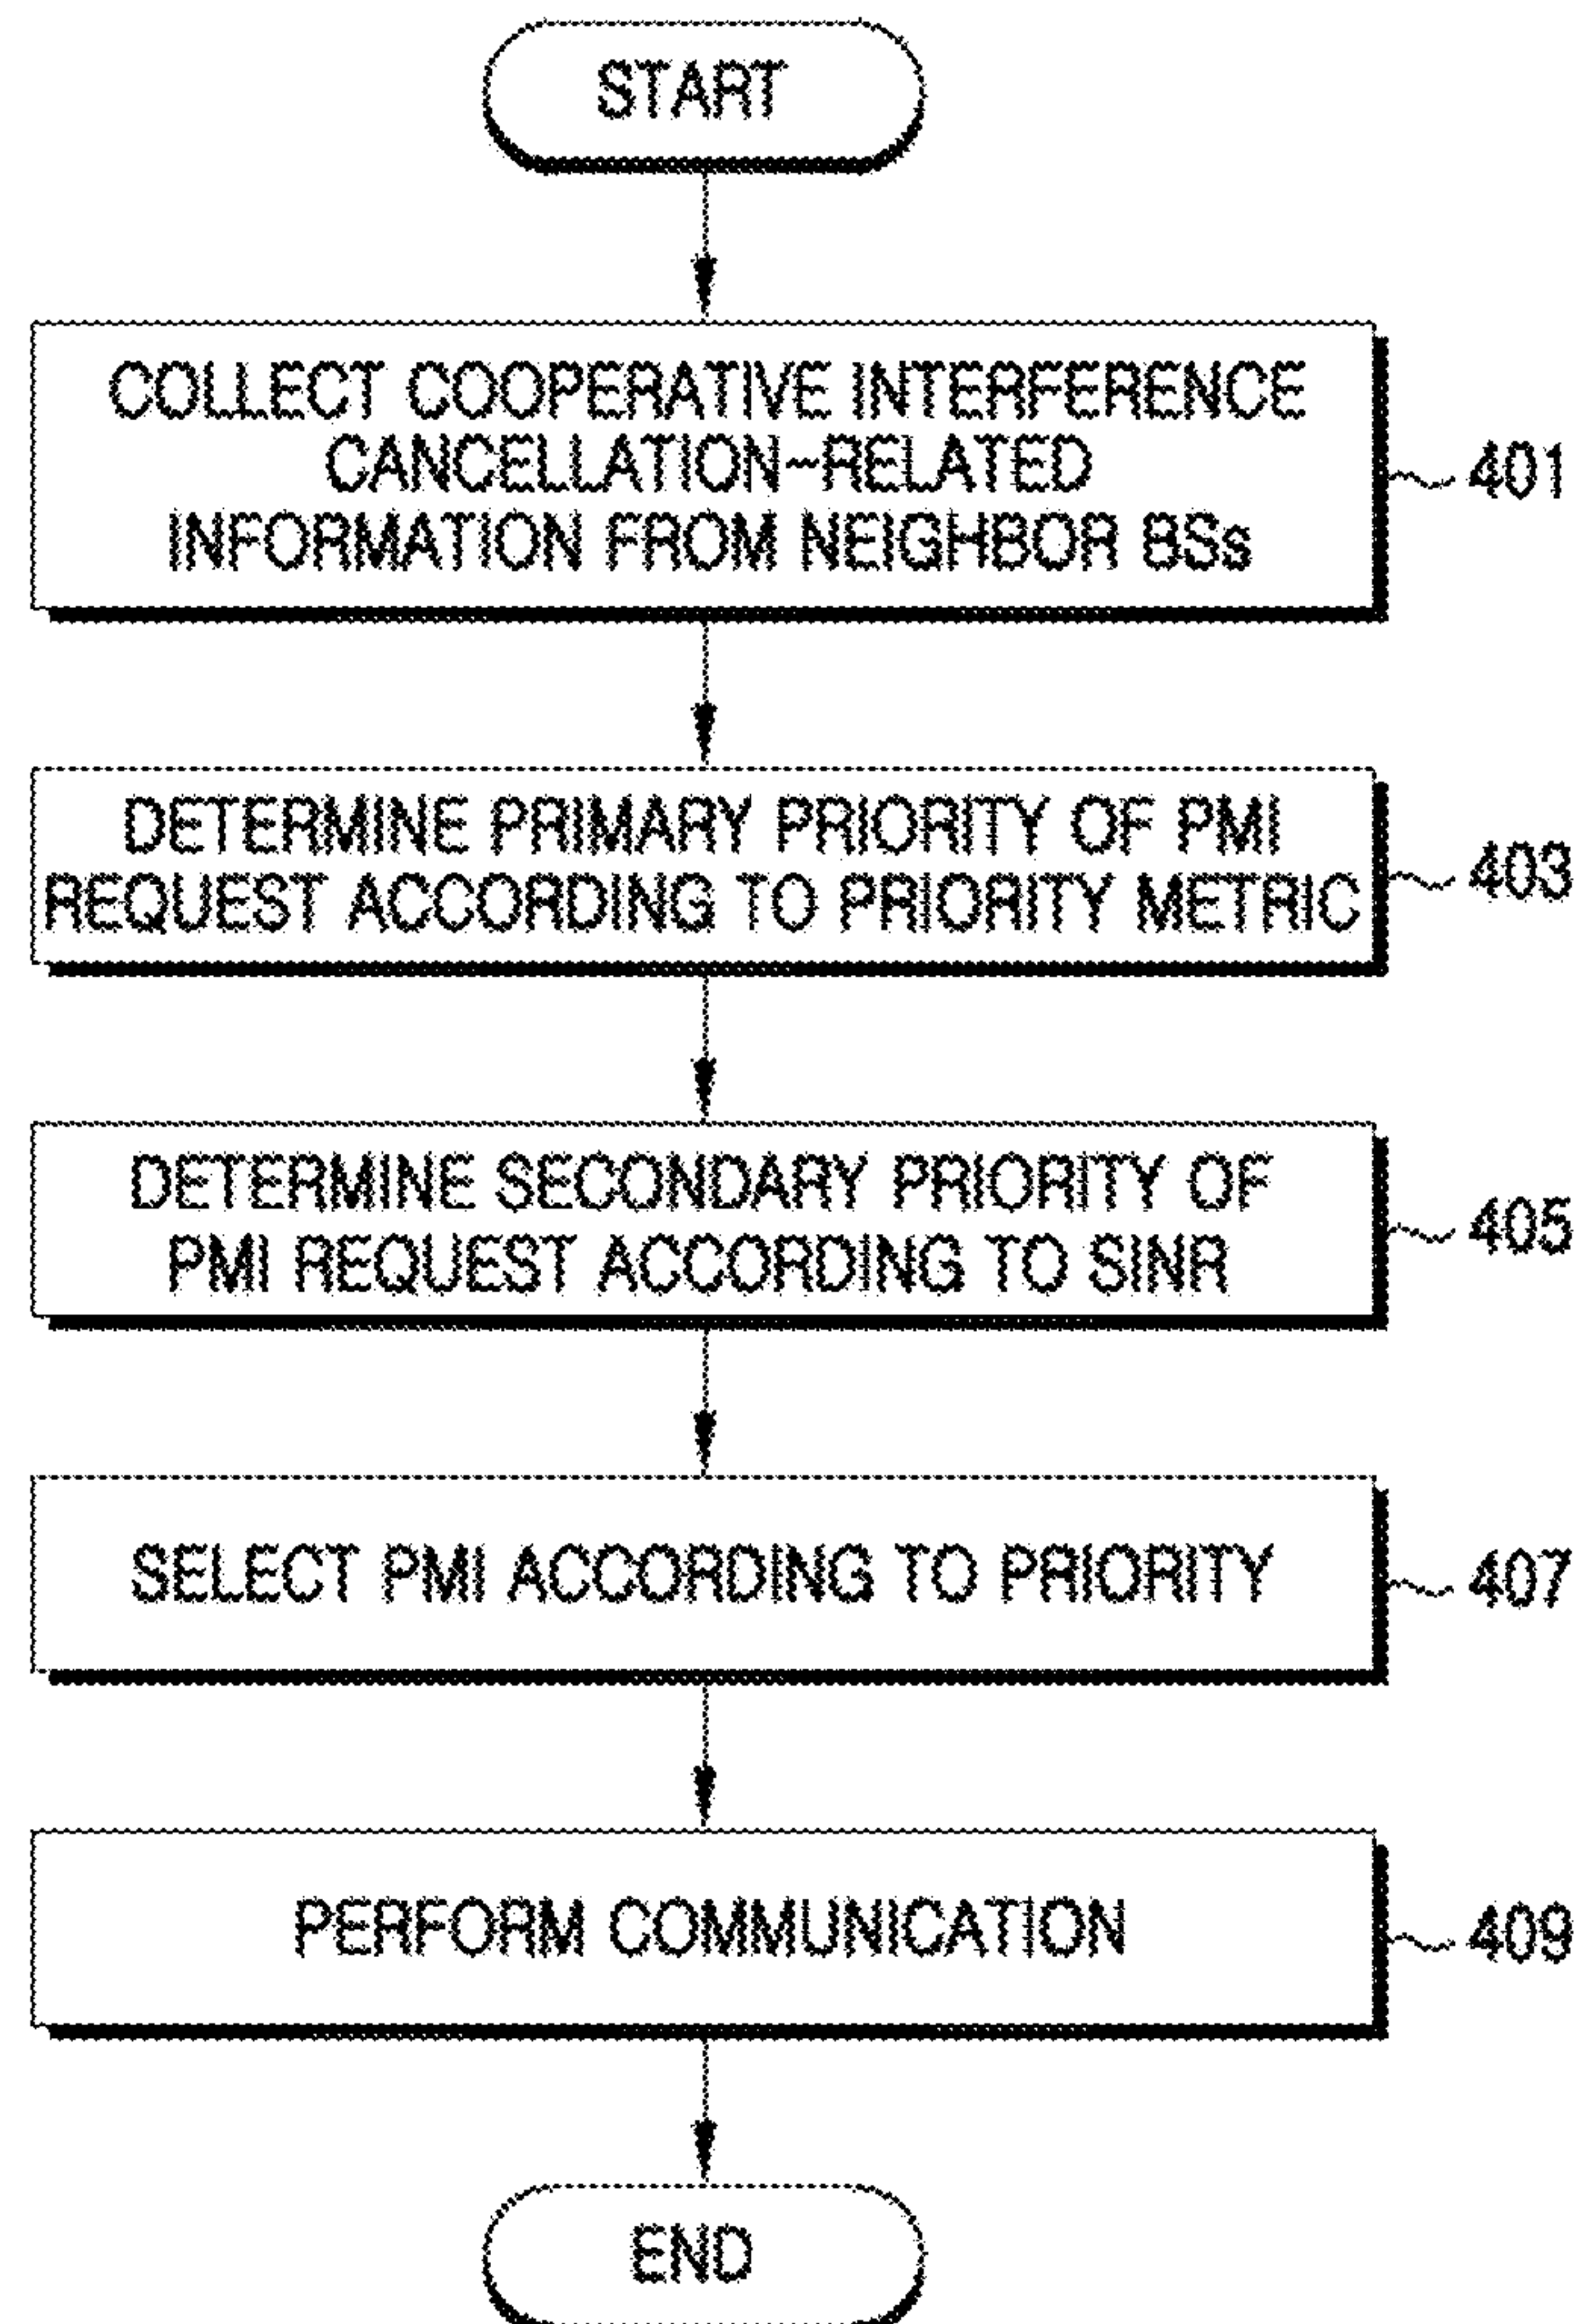 START
COLLECT COOPERATIVE INTERFERENCE
CANCELLATION-RELATED
INFORMATION FROM NEIGHBOR BSs
401
DETERMINE PRIMARY PRIORITY OF PMI
REQUEST ACCORDING TO PRIORITY METRIC
403
DETERMINE SECONDARY PRIORITY OF
PMI REQUEST ACCORDING TO SINR
405
SELECT PMI ACCORDING TO PRIORITY
407
PERFORM COMMUNICATION
409
END